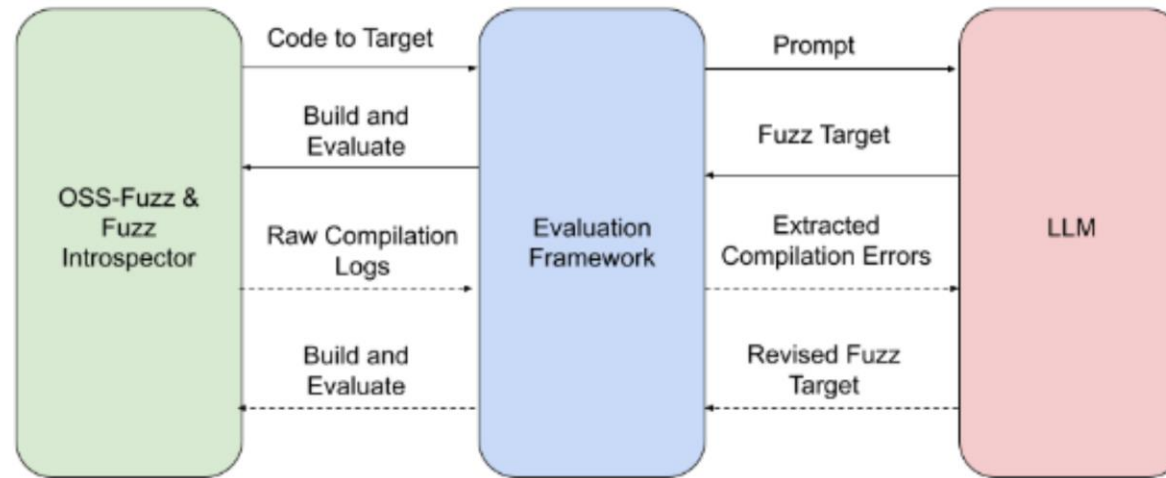 Code to Target
Prompt
Build and
Evaluate
Fuzz Target
OSS-Fuzz &
Fuzz
Introspector
Raw Compilation
Logs
Evaluation
Framework
Extracted
Compilation Errors
LLM
Build and
Evaluate
Revised Fuzz
Target